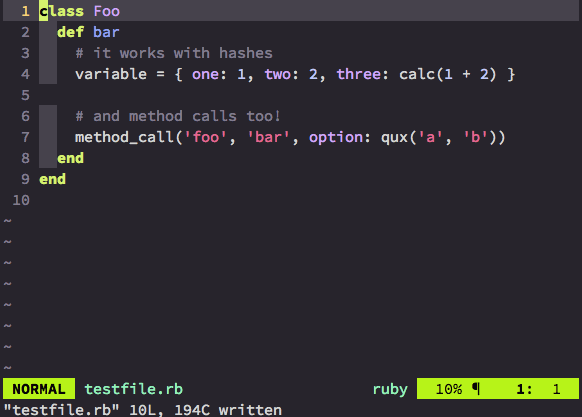 1 class Foo
2   def bar
3     # it works with hashes
4     variable = { one: 1, two: 2, three: calc(1 + 2) }
5
6     # and method calls too!
7     method_call('foo', 'bar', option: qux('a', 'b'))
8   end
9 end
10
~
~
~
~
~
~
~
~
NORMAL testfile.rb ruby 10% ¶ 1: 1
"testfile.rb" 10L, 194C written